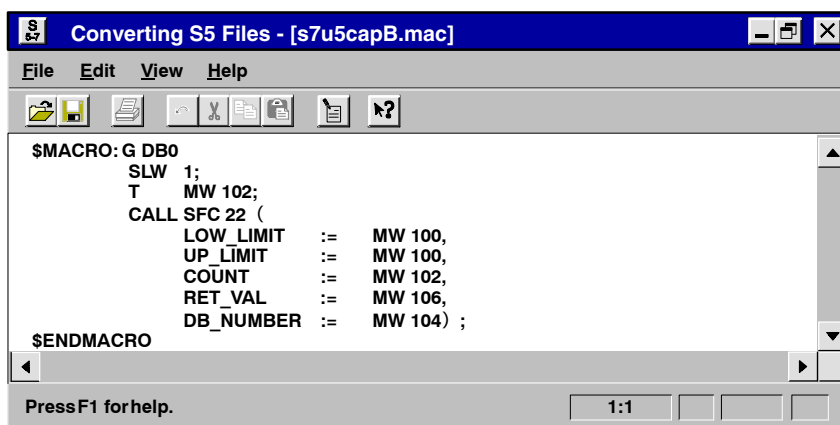 S 5-7 Converting S5 Files - [s7u5capB.mac]
File Edit View Help
$MACRO: G DB0
SLW 1;
T MW 102;
CALL SFC 22 (
LOW_LIMIT := MW 100,
UP_LIMIT := MW 100,
COUNT := MW 102,
RET_VAL := MW 106,
DB_NUMBER := MW 104) ;
$ENDMACRO
Press F1 for help. 1:1